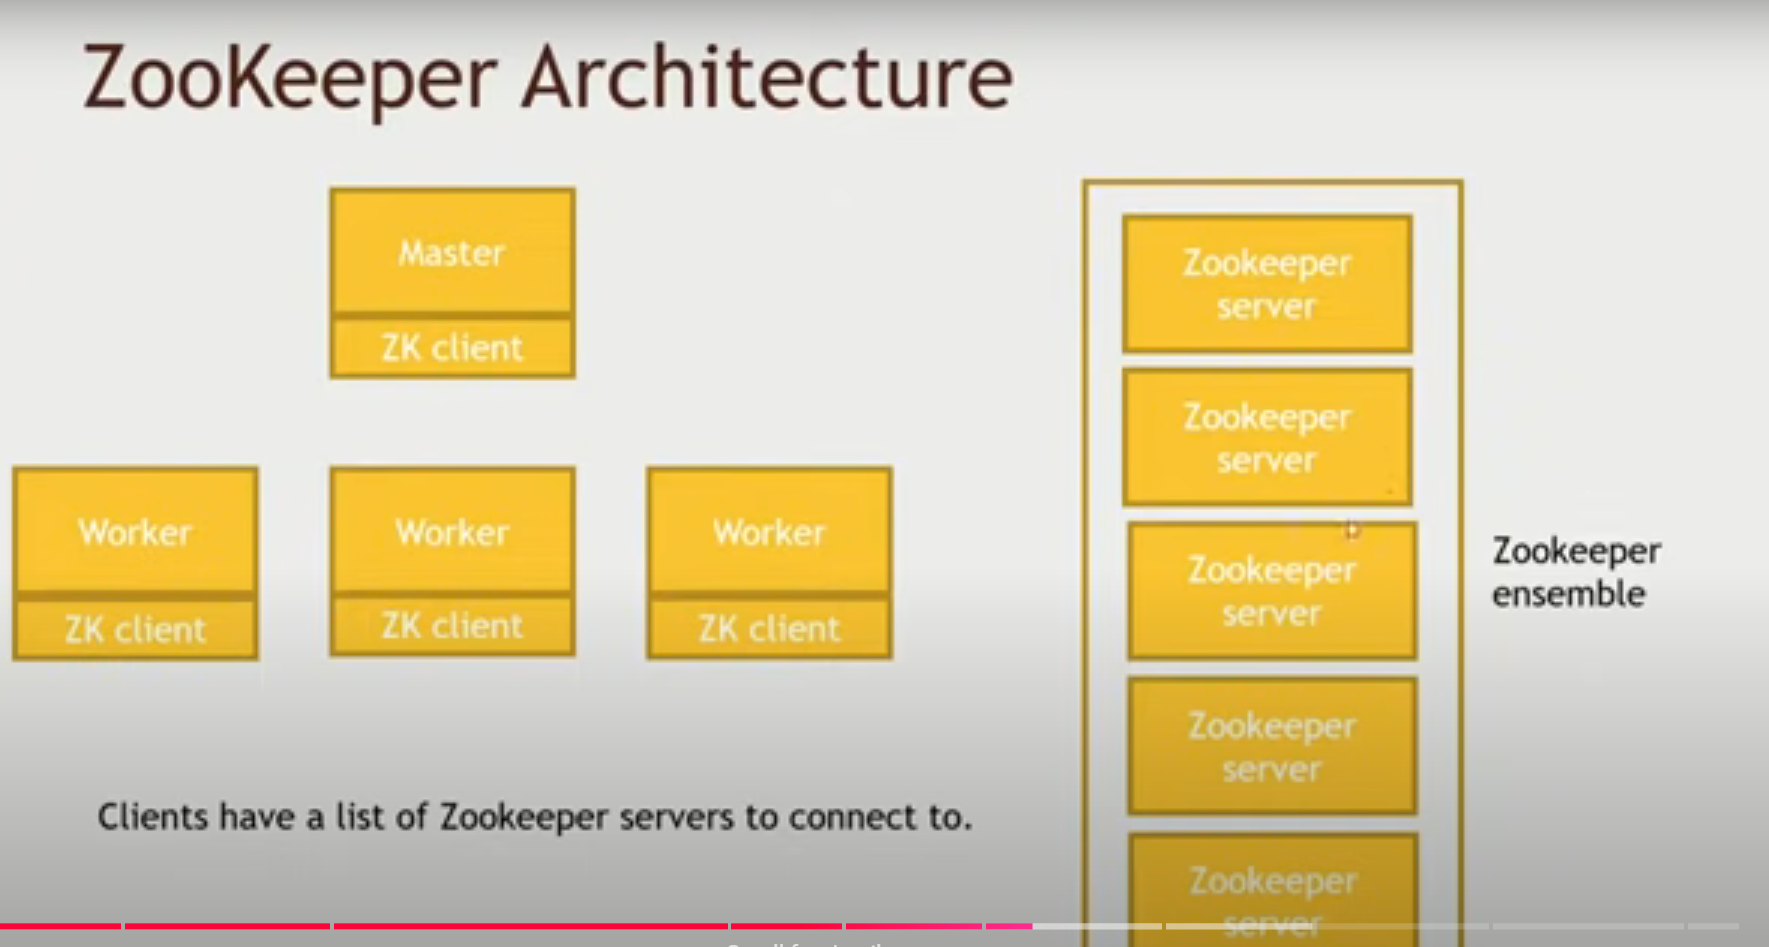 ZooKeeper Architecture
Master
ZK client
Worker
ZK client
Worker
ZK client
Worker
ZK client
Clients have a list of Zookeeper servers to connect to.
Zookeeper
server
Zookeeper
server
Zookeeper
server
Zookeeper
server
Zookeeper
server
Zookeeper
ensemble